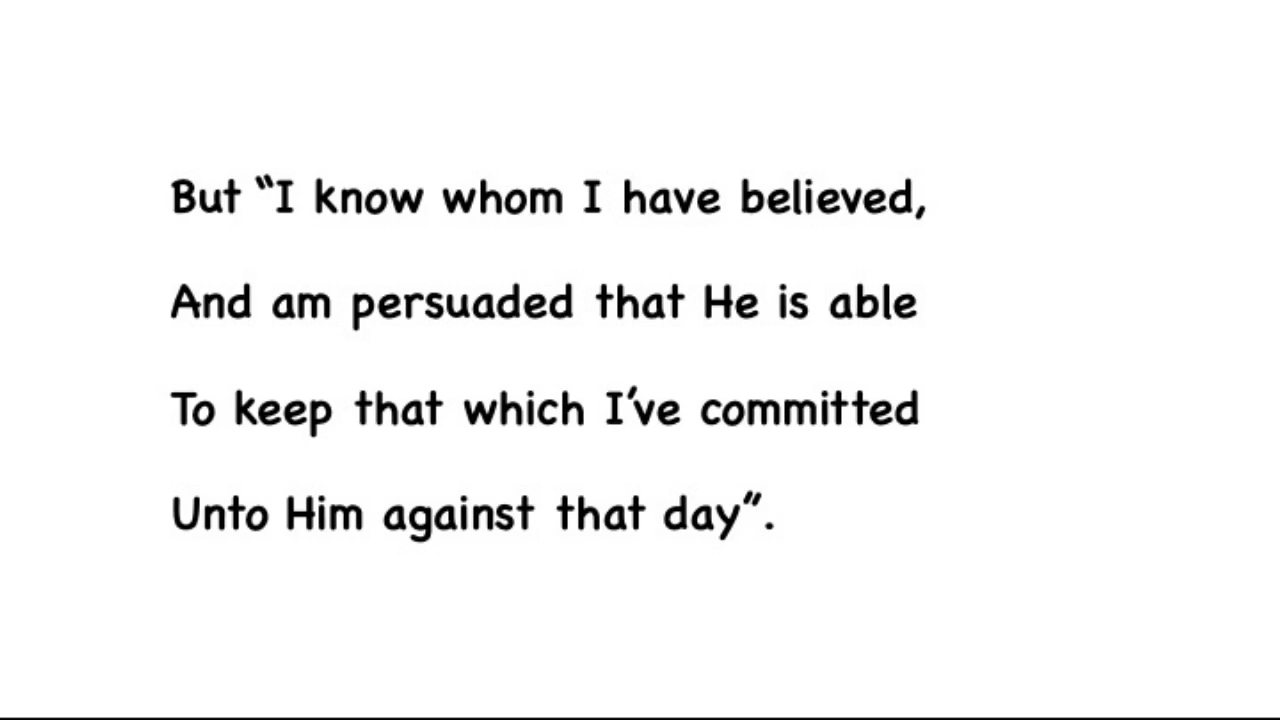 But “I know whom I have believed,
And am persuaded that He is able
To keep that which I’ve committed
Unto Him against that day”.